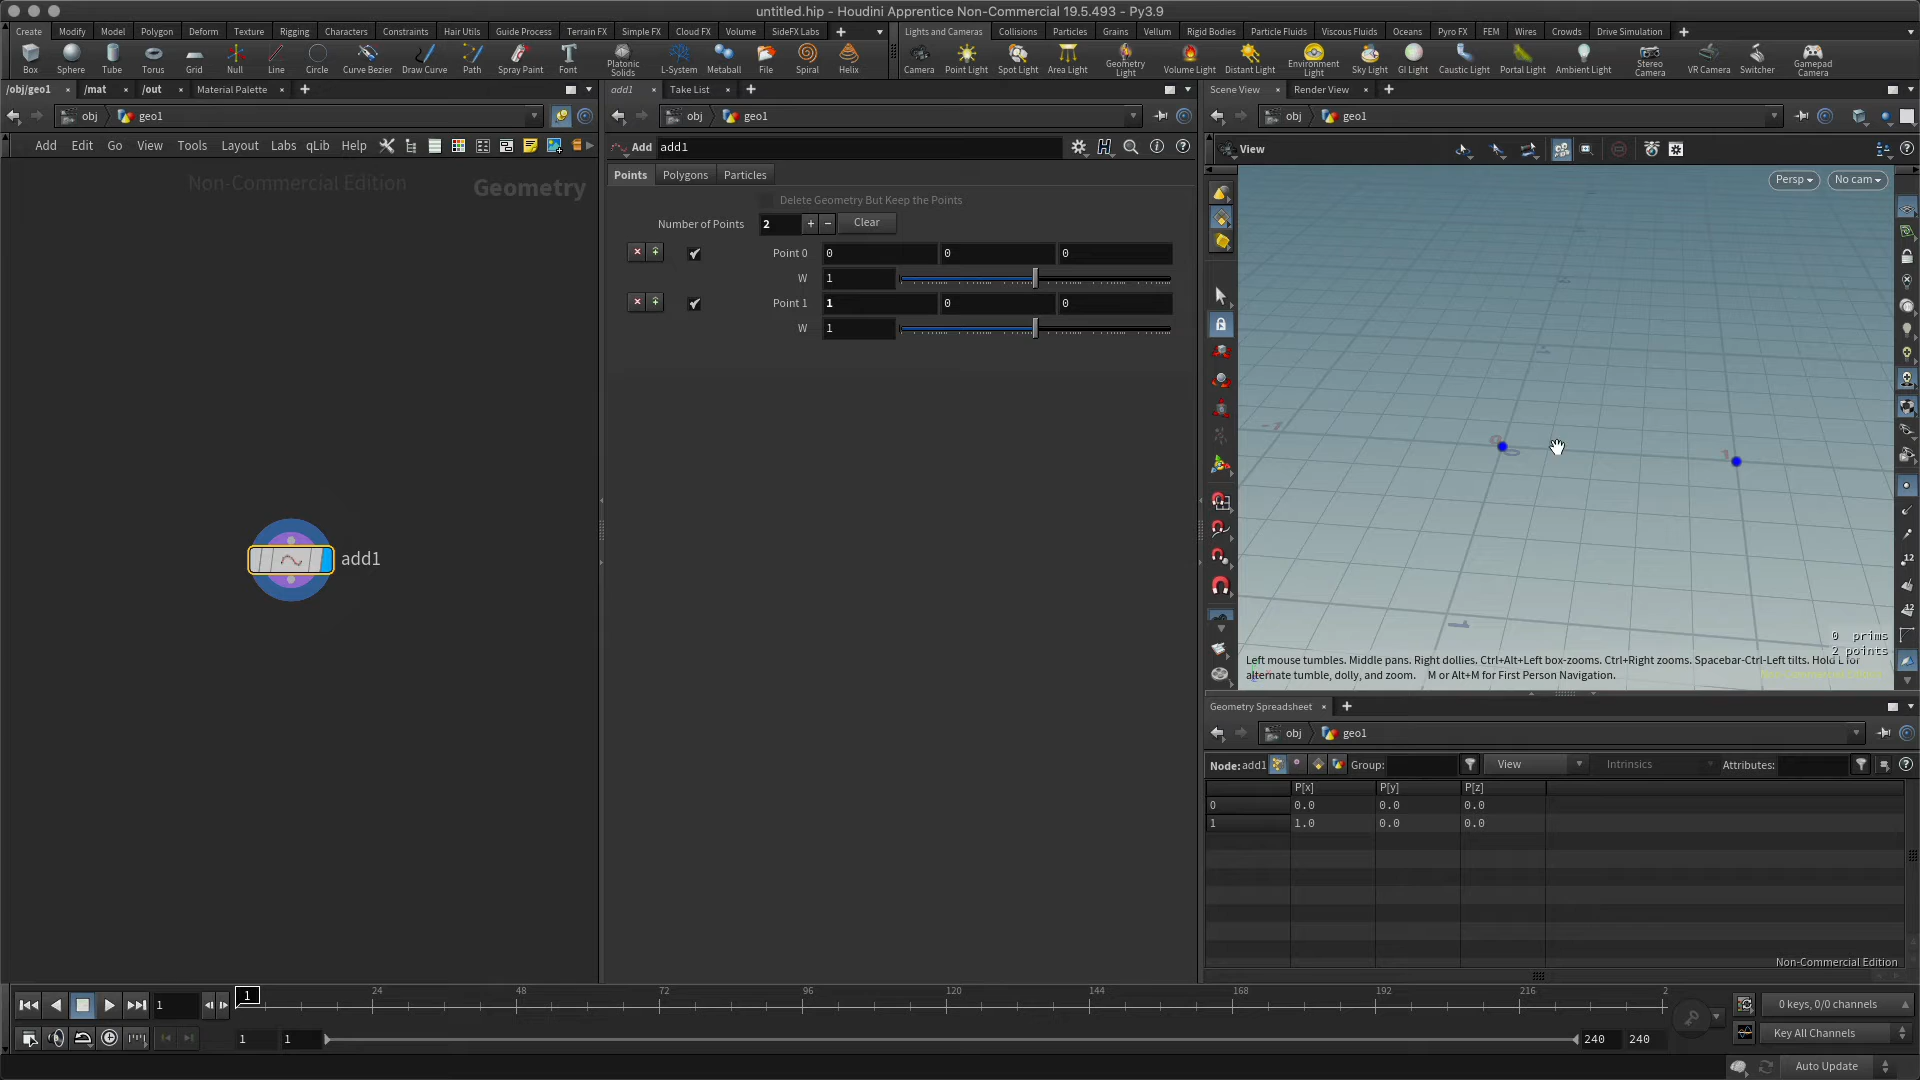 untitled.hip - Houdini Apprentice Non-Commercial 19.5.493 - Py3.9
Create Modify Model Polygon Deform Texture Rigging Characters Constraints Hair Utils Guide Process Terrain FX Simple FX Cloud FX Volume SideFX Labs
Lights and Cameras Collisions Particles Grains Vellum Rigid Bodies Particle Fluids Viscous Fluids Oceans Pyro FX FEM Wires Crowds Drive Simulation
Box Sphere Tube Torus Grid Null Line Circle Curve Bezier Draw Curve Path Spray Paint Font Platonic Solids L-System Metaball File Spiral Helix
Camera Point Light Spot Light Area Light Geometry Light Volume Light Distant Light Environment Light Sky Light GI Light Caustic Light Portal Light Ambient Light Stereo Camera VR Camera Switcher Gamepad Camera
/obj/geo1 /mat /out Material Palette
add1 Take List
Scene View Render View
obj geo1
obj geo1
obj geo1
Add Edit Go View Tools Layout Labs qLib Help
Add add1
View
Non-Commercial Edition Geometry
Points Polygons Particles
Persp No cam
Delete Geometry But Keep the Points
Number of Points 2 + − Clear
Point 0 0 0 0
W 1
Point 1 1 0 0
W 1
add1
0 prims
2 points
Left mouse tumbles. Middle pans. Right dollies. Ctrl+Alt+Left box-zooms. Ctrl+Right zooms. Spacebar-Ctrl-Left tilts. Hold L for
alternate tumble, dolly, and zoom. M or Alt+M for First Person Navigation.
Geometry Spreadsheet
obj geo1
Node: add1 Group: View Intrinsics Attributes:
P[x] P[y] P[z]
0 0.0 0.0 0.0
1 1.0 0.0 0.0
Non-Commercial Edition
1 1 24 48 72 96 120 144 168 192 216 2
0 keys, 0/0 channels
1 1 240 240
Key All Channels
Auto Update